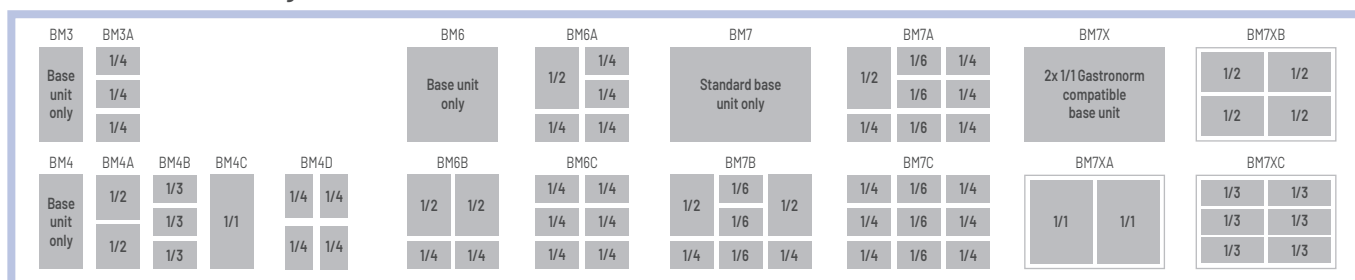 BM3 BM3A BM6 BM6A BM7 BM7A BM7X BM7XB
Base
unit
only
1/4
1/4
1/4
Base unit
only
1/2 1/4
1/4
1/4 1/4
Standard base
unit only
1/2 1/6 1/4
1/6 1/4
1/4 1/6 1/4
2x 1/1 Gastronorm
compatible
base unit
1/2 1/2
1/2 1/2
BM4 BM4A BM4B BM4C BM4D BM6B BM6C BM7B BM7C BM7XA BM7XC
Base
unit
only
1/2
1/2
1/3
1/3
1/3
1/1
1/4 1/4
1/4 1/4
1/2 1/2
1/4 1/4
1/4 1/4
1/4 1/4
1/4 1/4
1/2 1/6 1/2
1/6
1/4 1/6 1/4
1/4 1/6 1/4
1/4 1/6 1/4
1/4 1/6 1/4
1/1 1/1
1/3 1/3
1/3 1/3
1/3 1/3